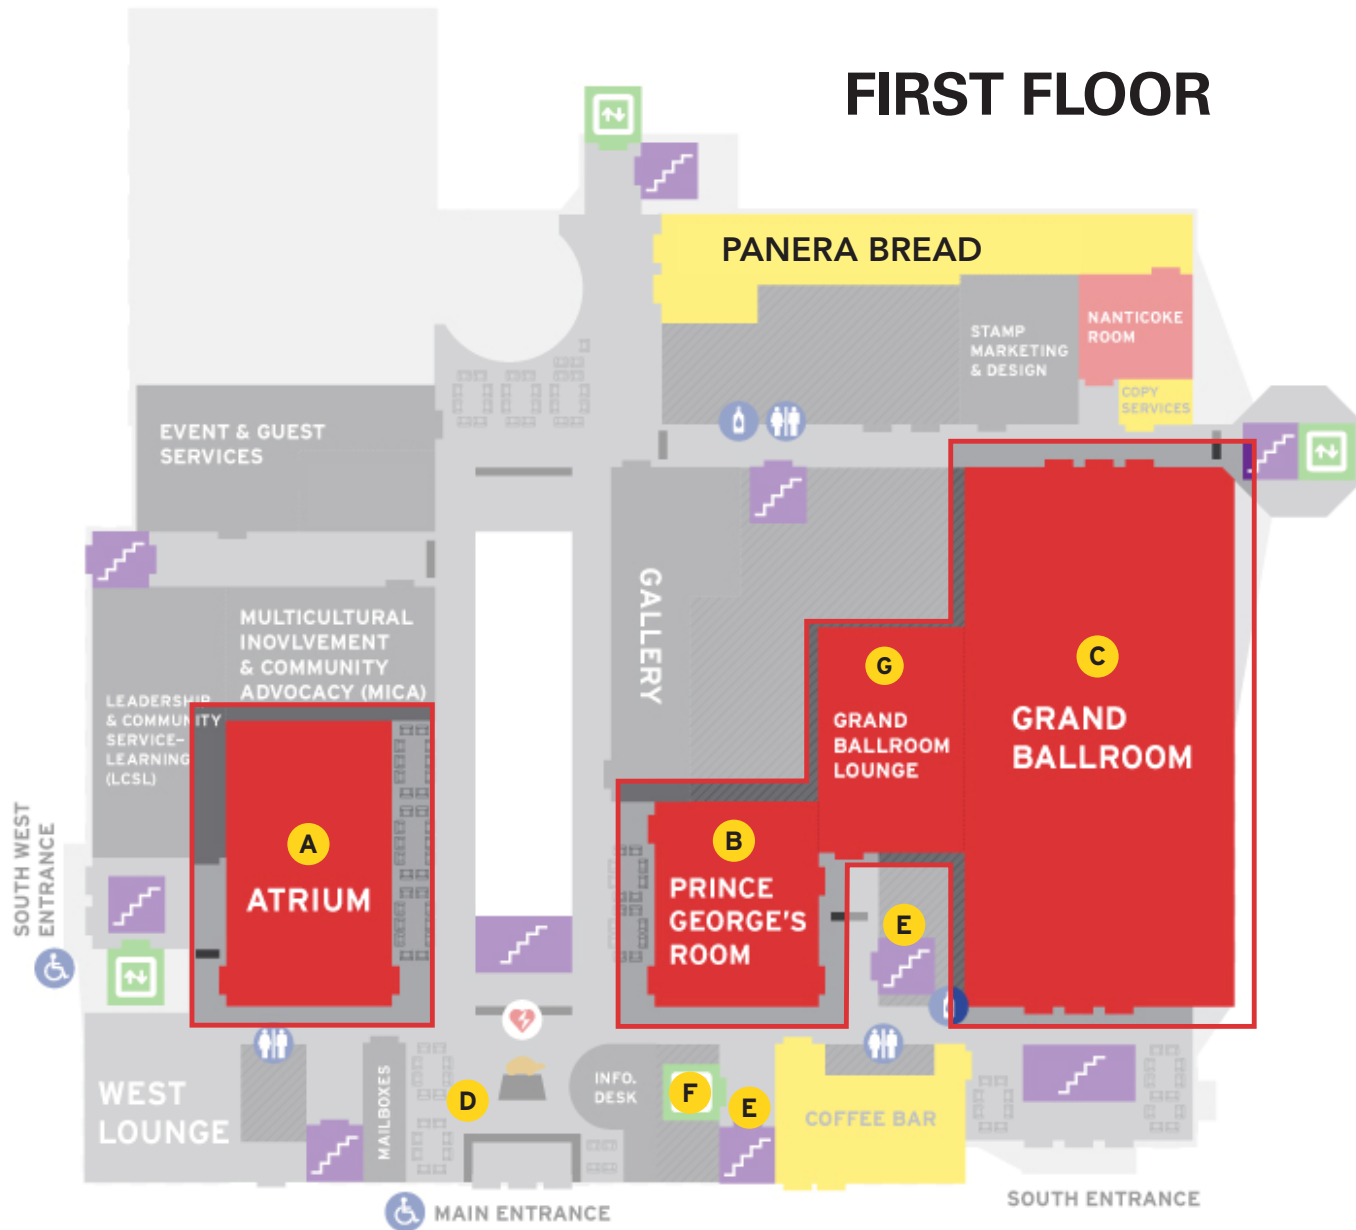 FIRST FLOOR
PANERA BREAD
STAMP
MARKETING
& DESIGN
NANTICOKE
ROOM
COPY
SERVICES
EVENT & GUEST
SERVICES
GALLERY
MULTICULTURAL
INOVLVEMENT
& COMMUNITY
ADVOCACY (MICA)
LEADERSHIP
& COMMUNITY
SERVICE–
LEARNING
(LCSL)
G
GRAND
BALLROOM
LOUNGE
C
GRAND
BALLROOM
A
ATRIUM
B
PRINCE
GEORGE'S
ROOM
E
SOUTH WEST
ENTRANCE
WEST
LOUNGE
MAILBOXES
D
INFO.
DESK
F
E
COFFEE BAR
MAIN ENTRANCE
SOUTH ENTRANCE